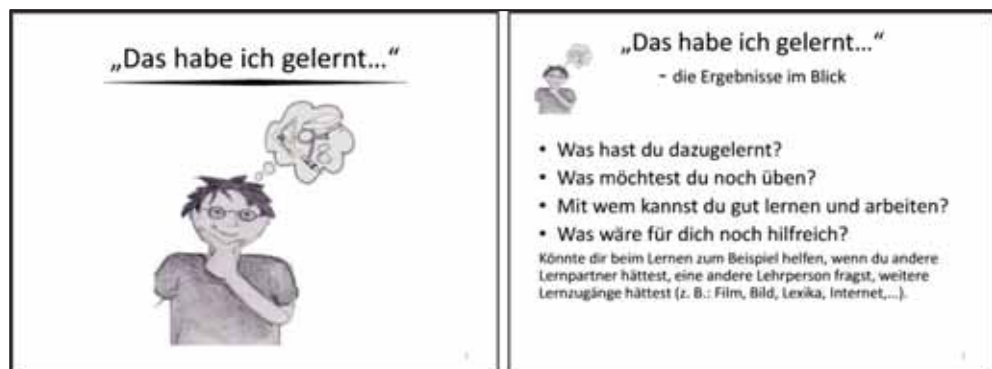 „Das habe ich gelernt...“
„Das habe ich gelernt...“
- die Ergebnisse im Blick
• Was hast du dazugelernt?
• Was möchtest du noch üben?
• Mit wem kannst du gut lernen und arbeiten?
• Was wäre für dich noch hilfreich?
Könnte dir beim Lernen zum Beispiel helfen, wenn du andere
Lernpartner hättest, eine andere Lehrperson fragst, weitere
Lernzugänge hättest (z. B.: Film, Bild, Lexika, Internet,...).